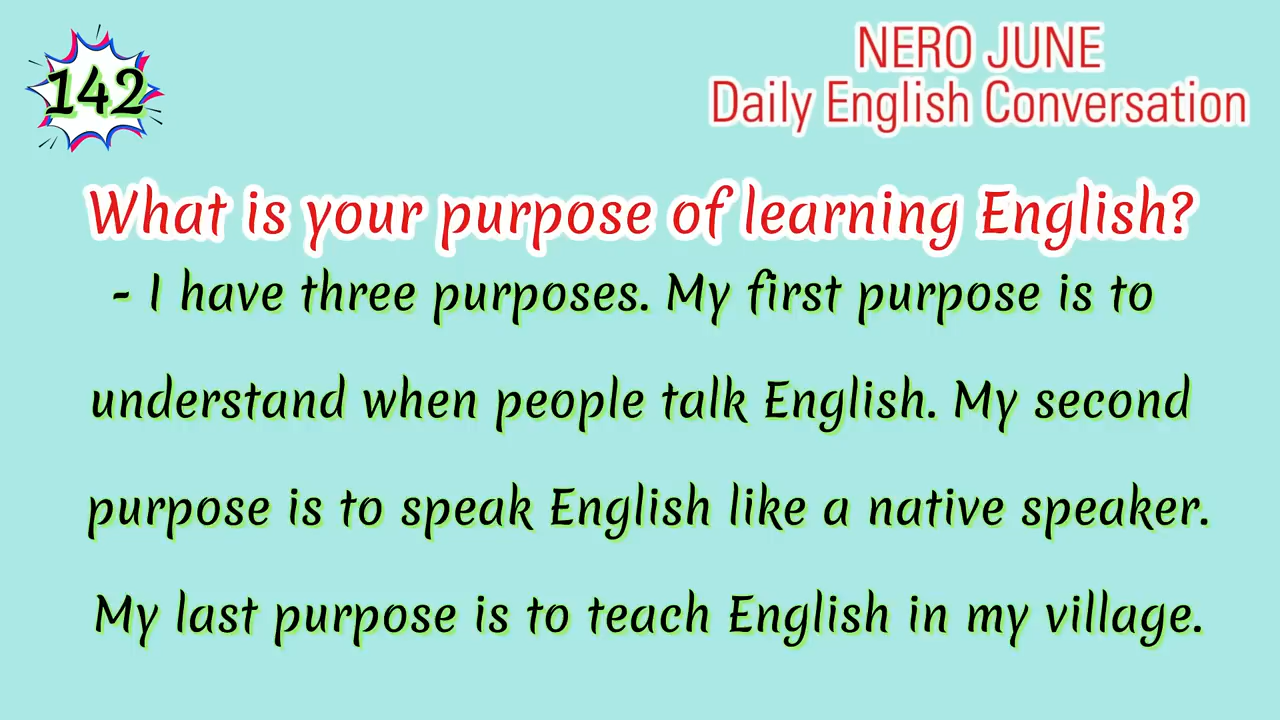 142
NERO JUNE
Daily English Conversation
What is your purpose of learning English?
- I have three purposes. My first purpose is to
understand when people talk English. My second
purpose is to speak English like a native speaker.
My last purpose is to teach English in my village.